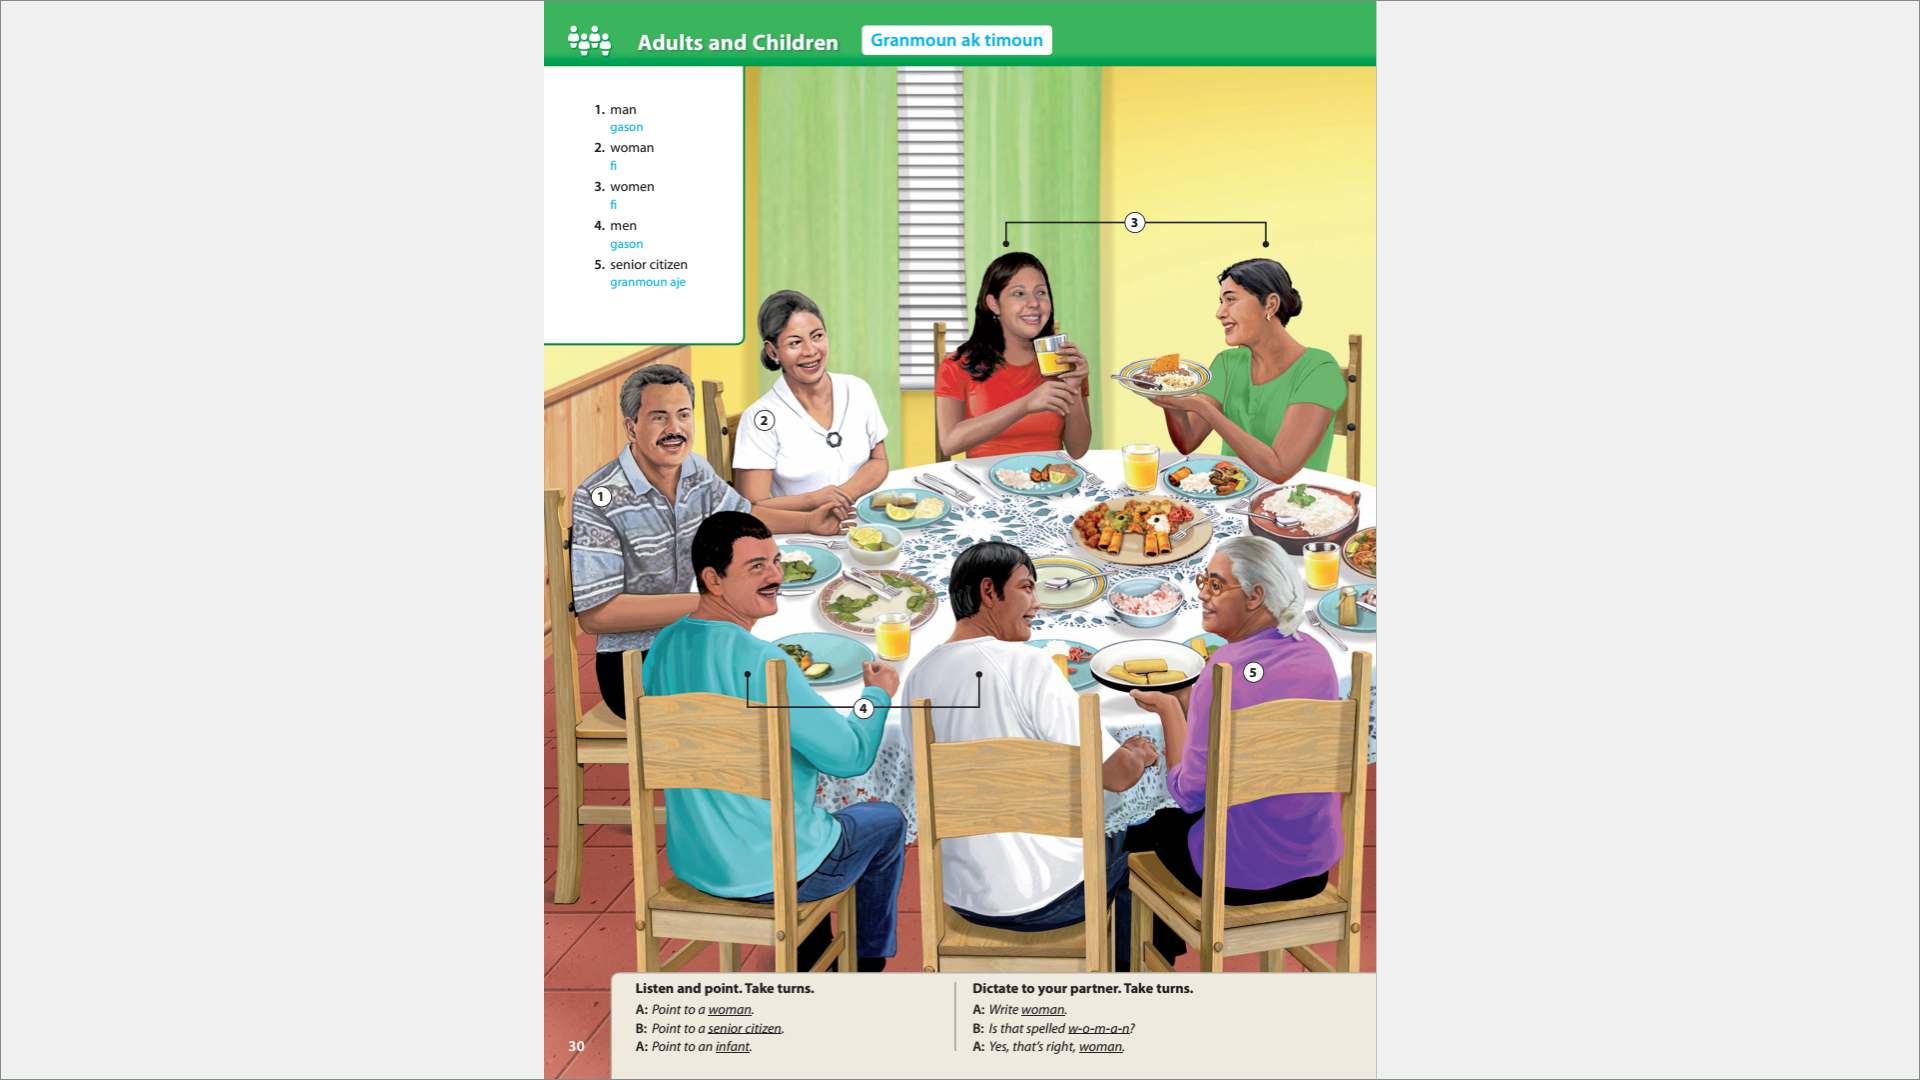 Adults and Children
Granmoun ak timoun
1. man
gason
2. woman
fi
3. women
fi
4. men
gason
5. senior citizen
granmoun aje
3
2
1
5
4
Listen and point. Take turns.
A: Point to a woman.
B: Point to a senior citizen.
A: Point to an infant.
Dictate to your partner. Take turns.
A: Write woman.
B: Is that spelled w-o-m-a-n?
A: Yes, that's right, woman.
30